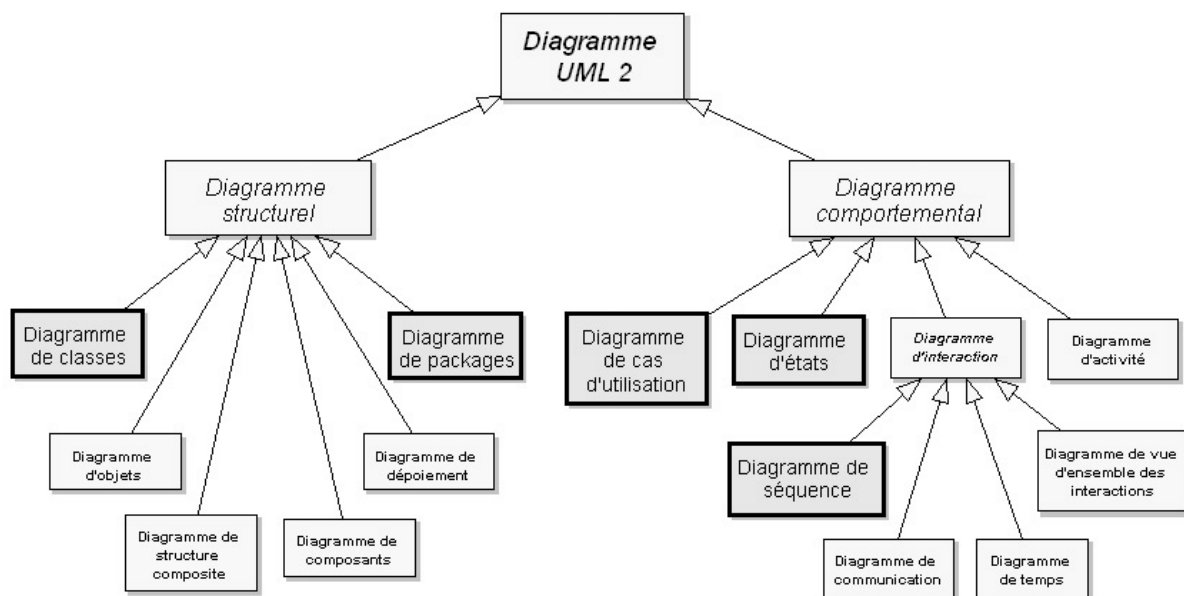 Diagramme
UML 2
Diagramme
structurel
Diagramme
comportemental
Diagramme
de classes
Diagramme
de packages
Diagramme
de cas
d'utilisation
Diagramme
d'états
Diagramme
d'interaction
Diagramme
d'activité
Diagramme
d'objets
Diagramme de
dépoiement
Diagramme de
séquence
Diagramme de vue
d'ensemble des
interactions
Diagramme de
structure
composite
Diagramme de
composants
Diagramme de
communication
Diagramme
de temps